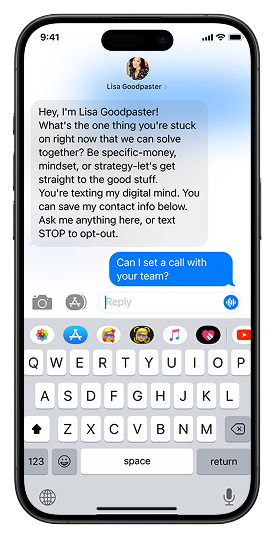 9:41
Lisa Goodpaster
Hey, I'm Lisa Goodpaster!
What's the one thing you're stuck
on right now that we can solve
together? Be specific-money,
mindset, or strategy-let's get
straight to the good stuff.
You're texting my digital mind. You
can save my contact info below.
Ask me anything here, or text
STOP to opt-out.
Can I set a call with
your team?
Reply
Q W E R T Y U I O P
A S D F G H J K L
Z X C V B N M
123 space return